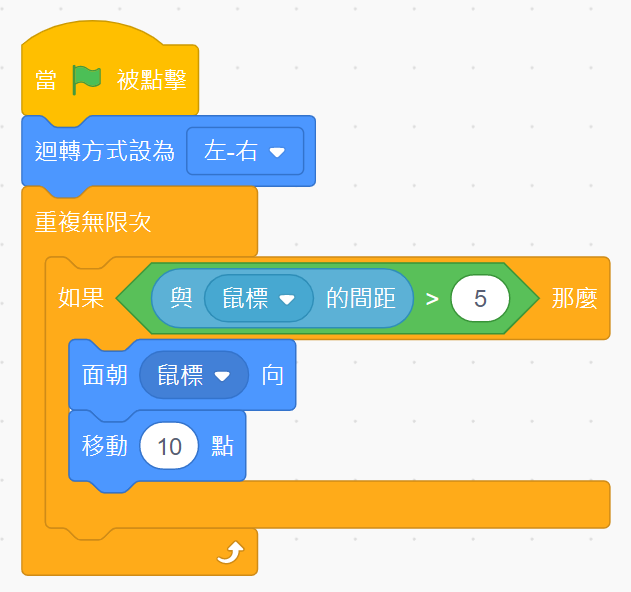 當 被點擊
迴轉方式設為 左-右
重複無限次
如果 與 鼠標 的間距 > 5 那麼
面朝 鼠標 向
移動 10 點